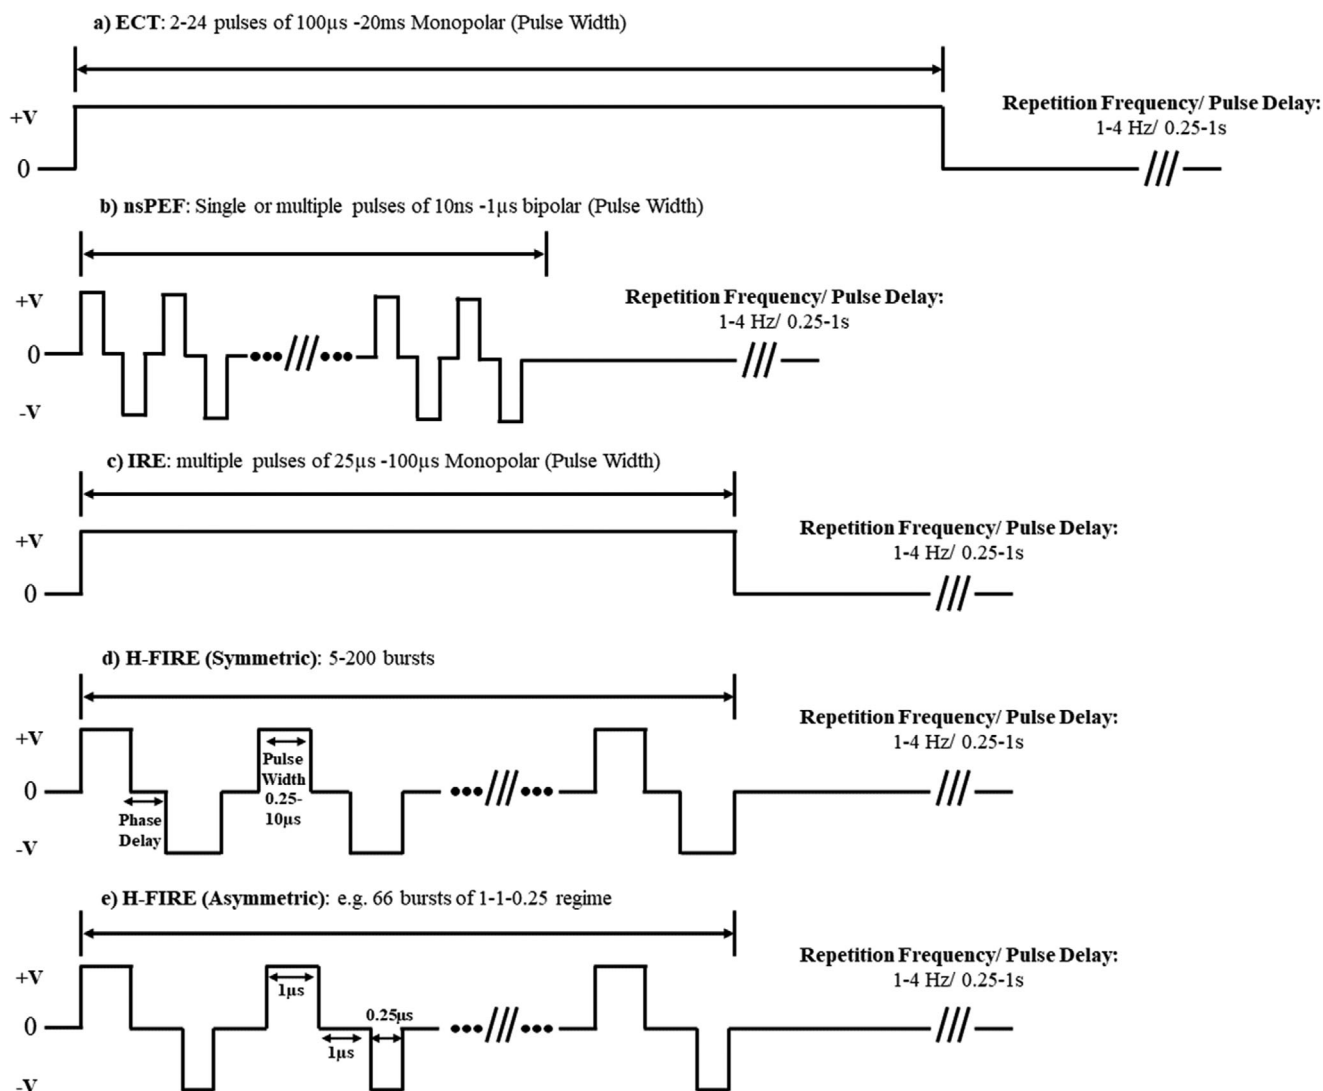 a) ECT: 2-24 pulses of 100µs -20ms Monopolar (Pulse Width)
+V
0
Repetition Frequency/ Pulse Delay:
1-4 Hz/ 0.25-1s
b) nsPEF: Single or multiple pulses of 10ns -1µs bipolar (Pulse Width)
+V
0
-V
Repetition Frequency/ Pulse Delay:
1-4 Hz/ 0.25-1s
c) IRE: multiple pulses of 25µs -100µs Monopolar (Pulse Width)
+V
0
Repetition Frequency/ Pulse Delay:
1-4 Hz/ 0.25-1s
d) H-FIRE (Symmetric): 5-200 bursts
+V
0
-V
Phase
Delay
Pulse
Width
0.25-
10µs
Repetition Frequency/ Pulse Delay:
1-4 Hz/ 0.25-1s
e) H-FIRE (Asymmetric): e.g. 66 bursts of 1-1-0.25 regime
+V
0
-V
1µs
1µs
0.25µs
Repetition Frequency/ Pulse Delay:
1-4 Hz/ 0.25-1s